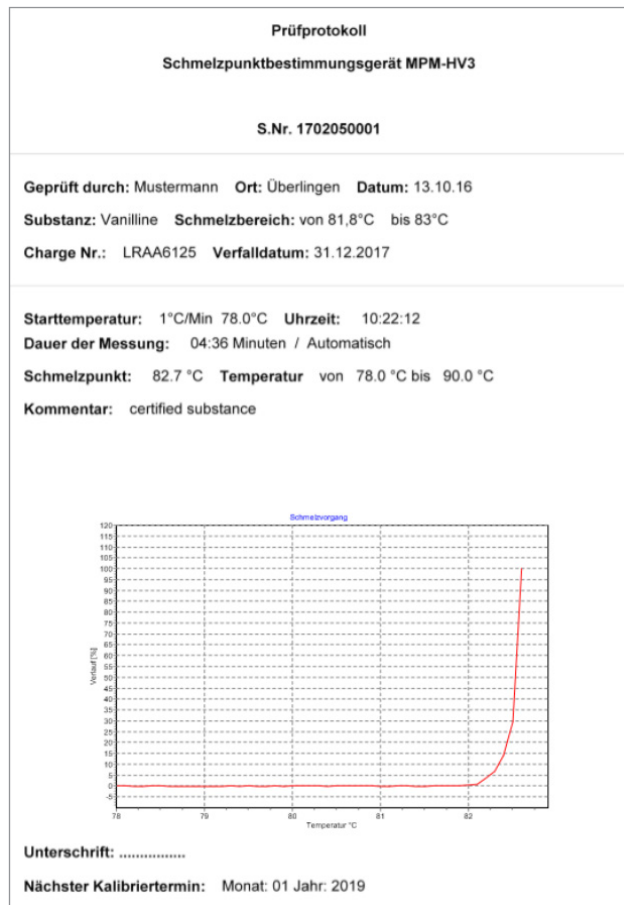 Prüfprotokoll
Schmelzpunktbestimmungsgerät MPM-HV3
S.Nr. 1702050001
Geprüft durch: Mustermann Ort: Überlingen Datum: 13.10.16
Substanz: Vanilline Schmelzbereich: von 81,8°C bis 83°C
Charge Nr.: LRAA6125 Verfalldatum: 31.12.2017
Starttemperatur: 1°C/Min 78.0°C Uhrzeit: 10:22:12
Dauer der Messung: 04:36 Minuten / Automatisch
Schmelzpunkt: 82.7 °C Temperatur von 78.0 °C bis 90.0 °C
Kommentar: certified substance
Schmelzvorgang
120
115
110
105
100
95
90
85
80
75
70
65
60
55
50
45
40
35
30
25
20
15
10
5
0
-5
Verlauf [%]
78 79 80 81 82
Temperatur °C
Unterschrift: ................
Nächster Kalibriertermin: Monat: 01 Jahr: 2019